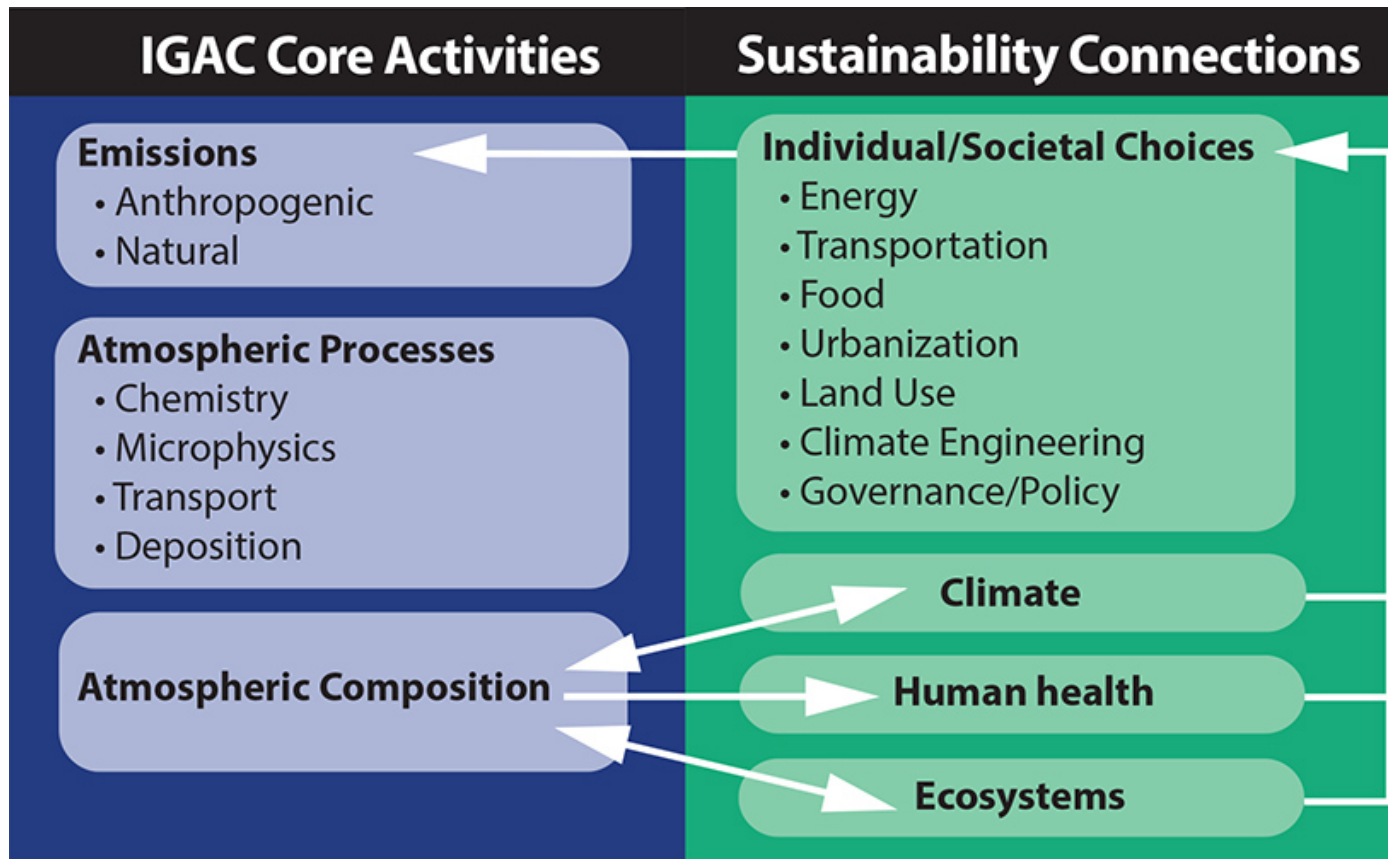 IGAC Core Activities
Emissions
• Anthropogenic
• Natural
Atmospheric Processes
• Chemistry
• Microphysics
• Transport
• Deposition
Atmospheric Composition
Sustainability Connections
Individual/Societal Choices
• Energy
• Transportation
• Food
• Urbanization
• Land Use
• Climate Engineering
• Governance/Policy
Climate
Human health
Ecosystems